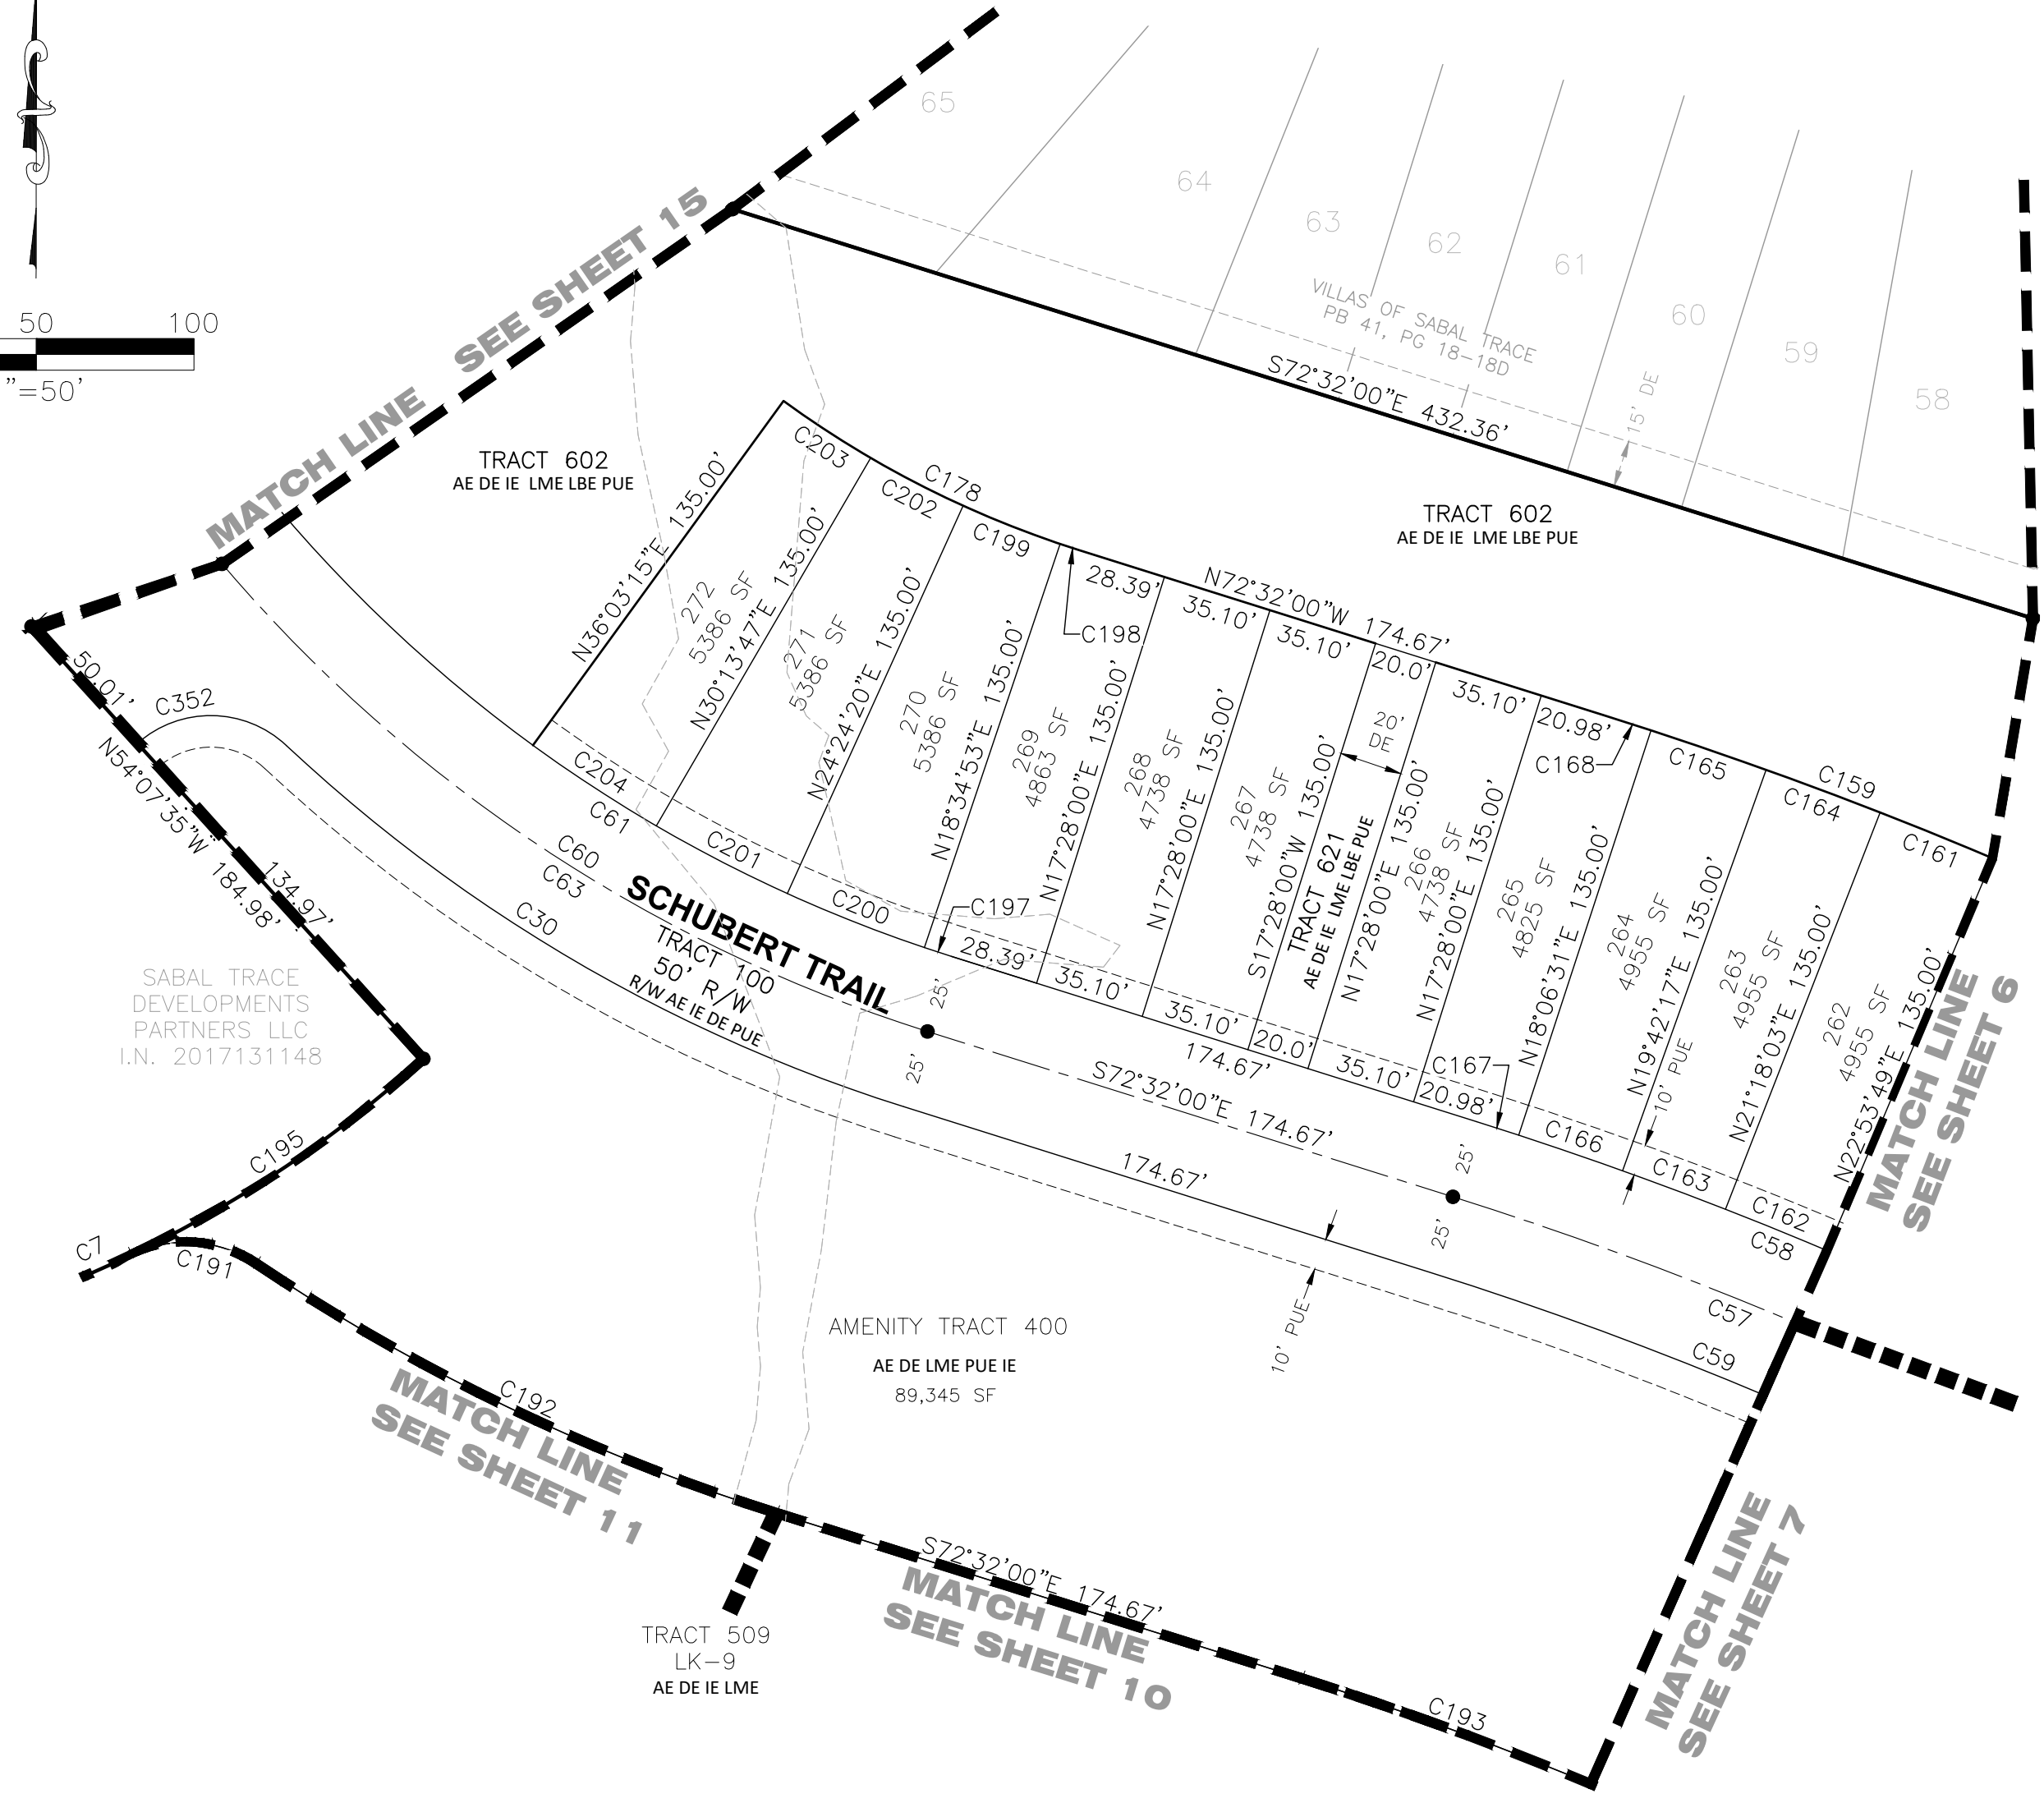 50 100
"=50'
MATCH LINE SEE SHEET 15
65
64
63
62
61
60
59
58
VILLAS OF SABAL TRACE
PB 41, PG 18-18D
S72°32'00"E 432.36'
15' DE
TRACT 602
AE DE IE LME LBE PUE
TRACT 602
AE DE IE LME LBE PUE
C203
C178
C202
C199
C198
28.39'
N72°32'00"W 174.67'
35.10'
35.10'
20.0'
35.10'
20.98'
C168
C165
C159
C164
C161
N36°03'15"E 135.00'
272
5386 SF
N30°13'47"E 135.00'
271
5386 SF
N24°24'20"E 135.00'
270
5386 SF
N18°34'53"E 135.00'
269
4863 SF
N17°28'00"E 135.00'
268
4738 SF
N17°28'00"E 135.00'
267
4738 SF
S17°28'00"W 135.00'
20'
DE
TRACT 621
AE DE IE LME LBE PUE
N17°28'00"E 135.00'
266
4738 SF
N17°28'00"E 135.00'
265
4825 SF
N18°06'31"E 135.00'
264
4955 SF
N19°42'17"E 135.00'
263
4955 SF
N21°18'03"E 135.00'
262
4955 SF
N22°53'49"E 135.00'
MATCH LINE
SEE SHEET 6
50.01'
C352
N54°07'35"W 184.98'
134.97'
C204
C61
C201
C200
C197
28.39'
35.10'
35.10'
20.0'
174.67'
35.10'
C167
20.98'
C166
10' PUE
C163
C162
C58
C60
C63
C30
SCHUBERT TRAIL
TRACT 100
50' R/W
R/W AE IE DE PUE
25'
25'
S72°32'00"E 174.67'
25'
25'
174.67'
C57
C59
10' PUE
SABAL TRACE
DEVELOPMENTS
PARTNERS LLC
I.N. 2017131148
C195
C7
C191
C192
MATCH LINE
SEE SHEET 11
AMENITY TRACT 400
AE DE LME PUE IE
89,345 SF
S72°32'00"E 174.67'
MATCH LINE
SEE SHEET 10
C193
MATCH LINE
SEE SHEET 7
TRACT 509
LK-9
AE DE IE LME